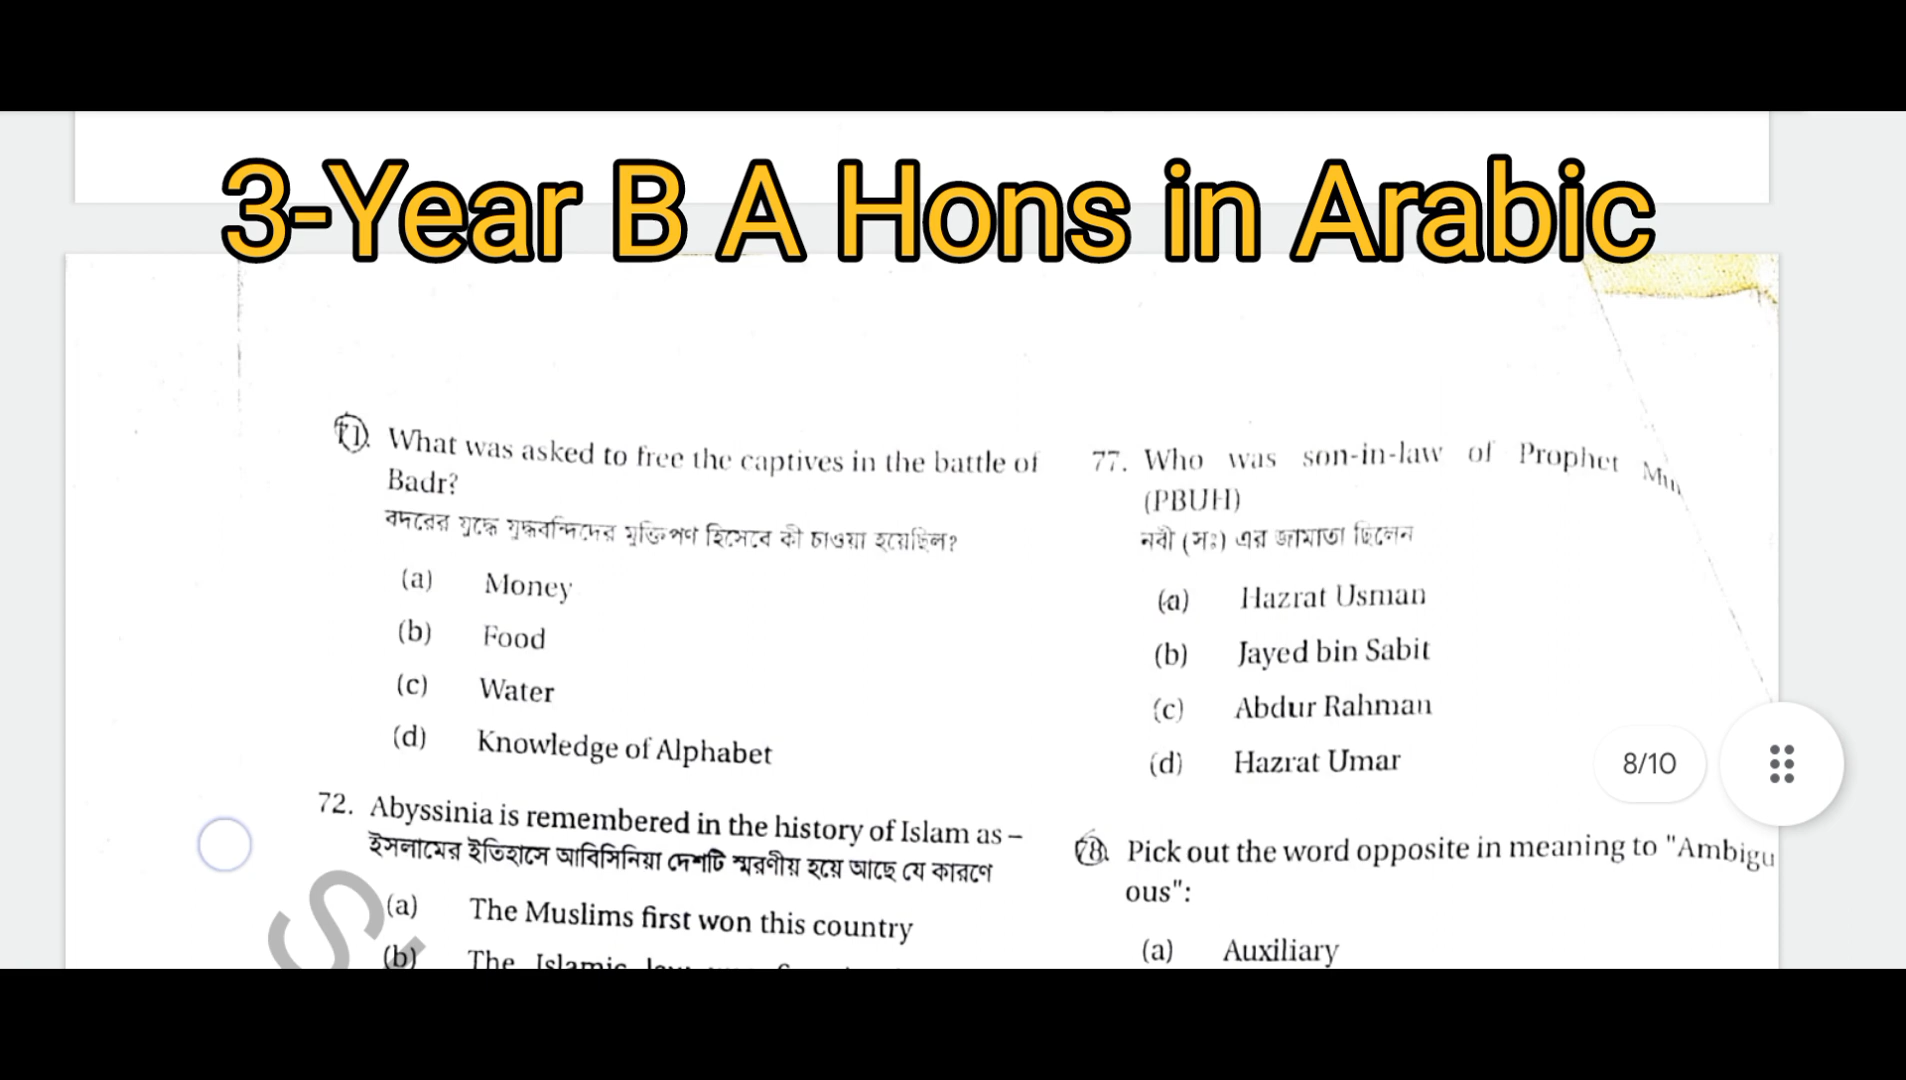 3-Year B A Hons in Arabic
71. What was asked to free the captives in the battle of
Badr?
বদরের যুদ্ধে যুদ্ধবন্দিদের মুক্তিপণ হিসেবে কী চাওয়া হয়েছিল?
(a) Money
(b) Food
(c) Water
(d) Knowledge of Alphabet
72. Abyssinia is remembered in the history of Islam as –
ইসলামের ইতিহাসে আবিসিনিয়া দেশটি স্মরণীয় হয়ে আছে যে কারণে
(a) The Muslims first won this country
(b) The Islamic
77. Who was son-in-law of Prophet
(PBUH)
নবী (সঃ) এর জামাতা ছিলেন
(a) Hazrat Usman
(b) Jayed bin Sabit
(c) Abdur Rahman
(d) Hazrat Umar
78. Pick out the word opposite in meaning to "Ambigu
ous":
(a) Auxiliary
8/10